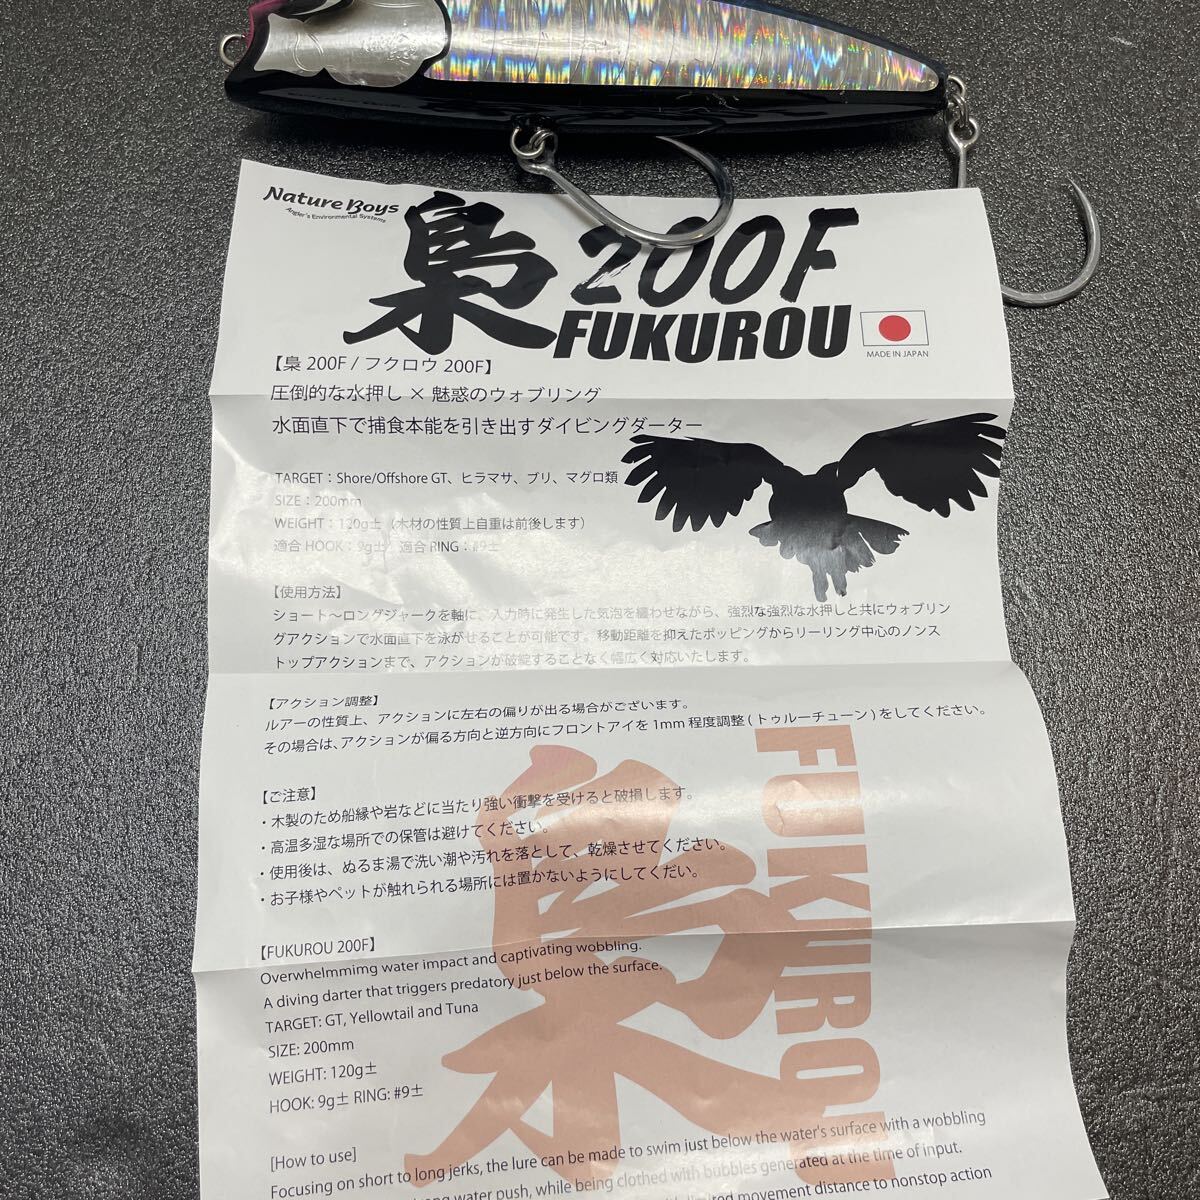 Nature Boys
Angler's Environmental Systems
梟 200F
FUKUROU
MADE IN JAPAN
【梟 200F / フクロウ 200F】
圧倒的な水押し × 魅惑のウォブリング
水面直下で捕食本能を引き出すダイビングダーター
TARGET：Shore/Offshore GT、ヒラマサ、ブリ、マグロ類
SIZE：200mm
WEIGHT：120g±（木材の性質上自重は前後します）
適合 HOOK：9g± 適合 RING：#9±
【使用方法】
ショート～ロングジャークを軸に、入力時に発生した気泡を纏わせながら、強烈な強烈な水押しと共にウォブリン
グアクションで水面直下を泳がせることが可能です。移動距離を抑えたポッピングからリーリング中心のノンス
トップアクションまで、アクションが破綻することなく幅広く対応いたします。
【アクション調整】
ルアーの性質上、アクションに左右の偏りが出る場合がございます。
その場合は、アクションが偏る方向と逆方向にフロントアイを 1mm 程度調整 ( トゥルーチューン ) をしてください。
【ご注意】
・木製のため船縁や岩などに当たり強い衝撃を受けると破損します。
・高温多湿な場所での保管は避けてください。
・使用後は、ぬるま湯で洗い潮や汚れを落として、乾燥させてください。
・お子様やペットが触れられる場所には置かないようにしてくだい。
梟 FUKUROU
【FUKUROU 200F】
Overwhelmmimg water impact and captivating wobbling.
A diving darter that triggers predatory just below the surface.
TARGET: GT, Yellowtail and Tuna
SIZE: 200mm
WEIGHT: 120g±
HOOK: 9g± RING: #9±
[How to use]
Focusing on short to long jerks, the lure can be made to swim just below the water's surface with a wobbling
water push, while being clothed with bubbles generated at the time of input.
movement distance to nonstop action